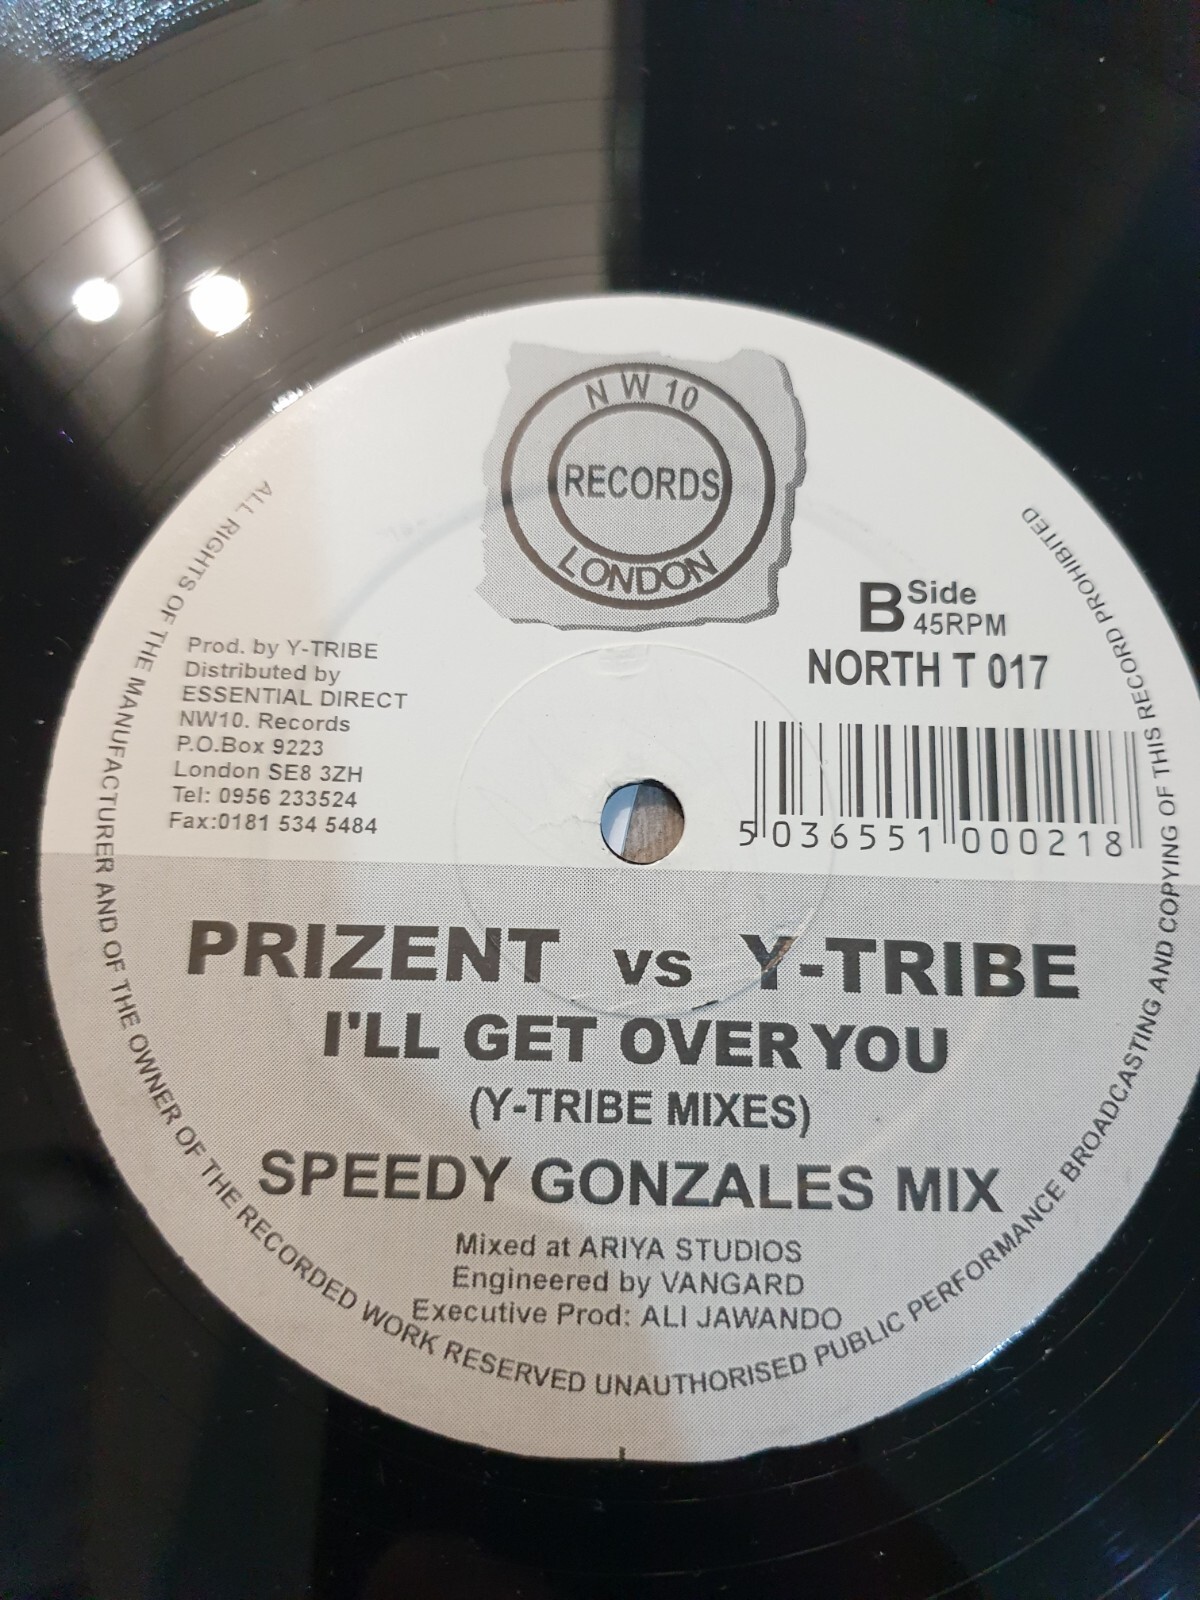 NW 10
RECORDS
LONDON
B Side
45RPM
NORTH T 017
Prod. by Y-TRIBE
Distributed by
ESSENTIAL DIRECT
NW10. Records
P.O.Box 9223
London SE8 3ZH
Tel: 0956 233524
Fax:0181 534 5484
5 036551 000218
PRIZENT vs Y-TRIBE
I'LL GET OVER YOU
(Y-TRIBE MIXES)
SPEEDY GONZALES MIX
Mixed at ARIYA STUDIOS
Engineered by VANGARD
Executive Prod: ALI JAWANDO
ALL RIGHTS OF THE MANUFACTURER AND OF THE OWNER OF THE RECORDED WORK RESERVED UNAUTHORISED PUBLIC PERFORMANCE BROADCASTING AND COPYING OF THIS RECORD PROHIBITED